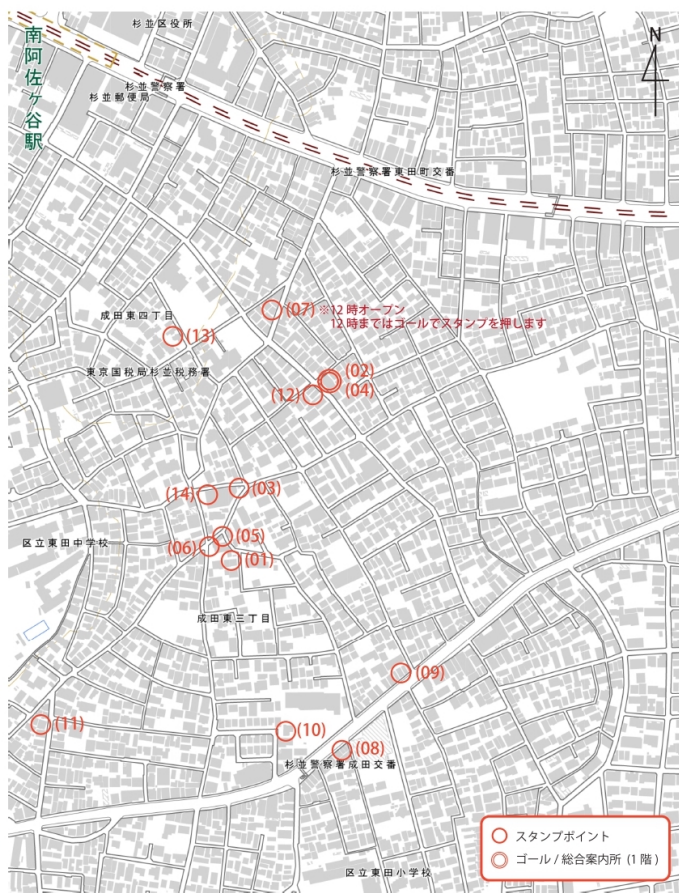 杉並区役所
南阿佐ヶ谷駅
N
杉並警察署
杉並郵便局
杉並警察署東田町交番
成田東四丁目
(07) ※12時オープン
12時まではゴールでスタンプを押します
(13)
東京国税局杉並税務署
(02)
(04)
(12)
(03)
(14)
(05)
区立東田中学校
(06)
(01)
成田東三丁目
(09)
(11)
(10)
(08)
杉並警察署成田交番
スタンプポイント
ゴール/総合案内所 (1階)
区立東田小学校